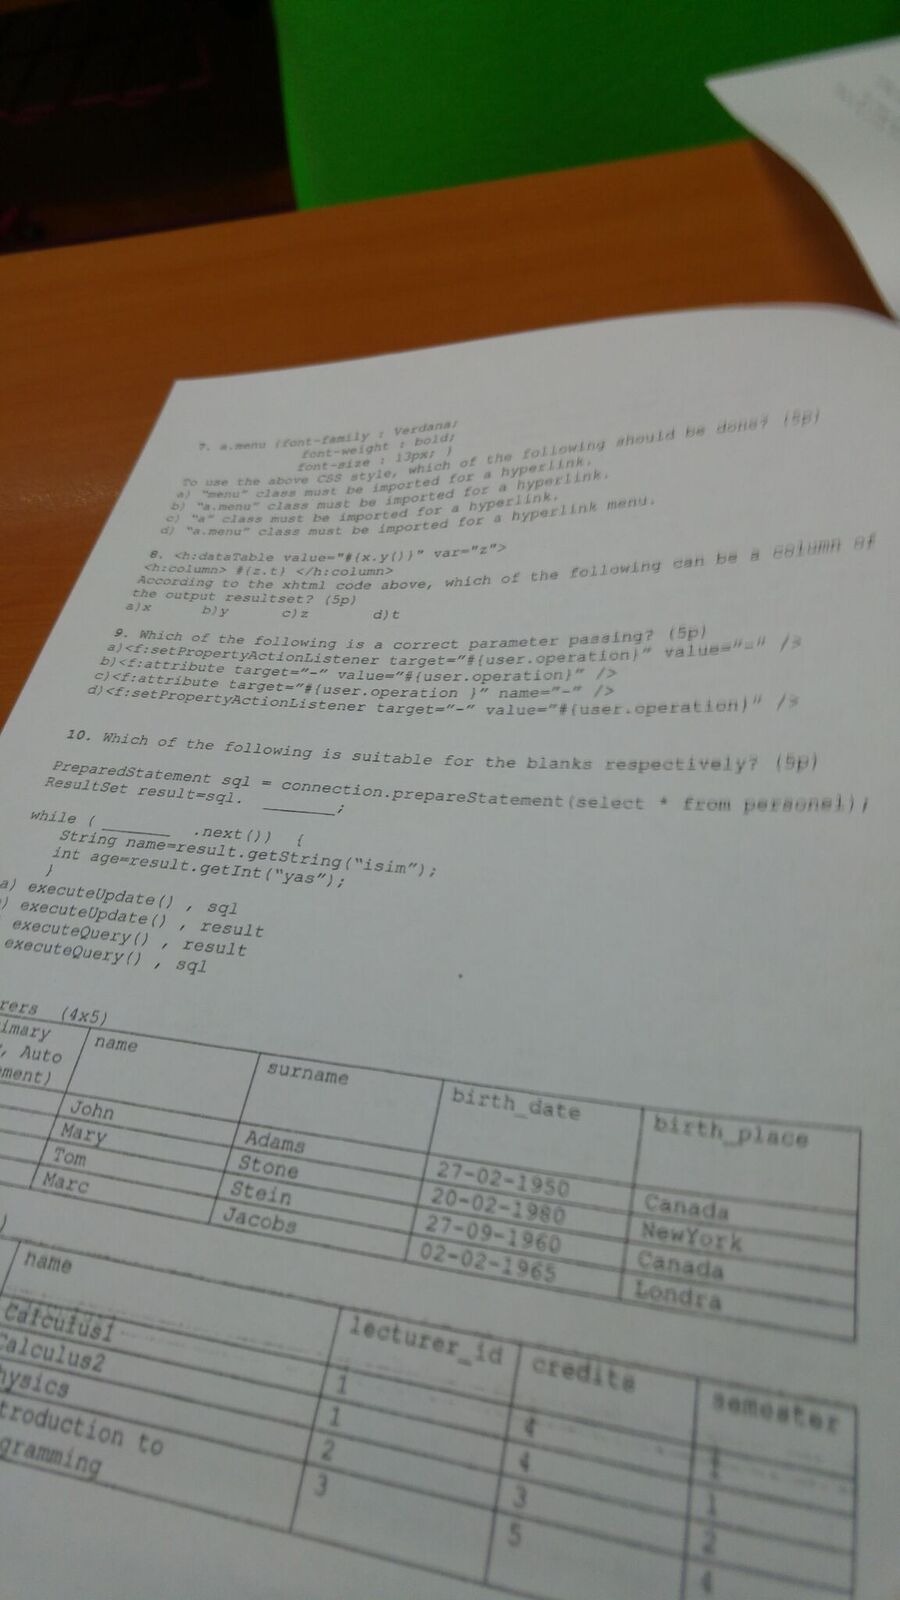 7. a.menu {font-family : Verdana;
font-weight : bold;
font-size : 13px; }
To use the above CSS style, which of the following should be done? (5p)
a) "menu" class must be imported for a hyperlink.
b) "a.menu" class must be imported for a hyperlink.
c) "a" class must be imported for a hyperlink.
d) "a.menu" class must be imported for a hyperlink menu.
8. <h:dataTable value="#{x.y()}" var="z">
<h:column> #{z.t} </h:column>
According to the xhtml code above, which of the following can be a column of
the output resultset? (5p)
a)x b)y c)z d)t
9. Which of the following is a correct parameter passing? (5p)
a)<f:setPropertyActionListener target="#{user.operation}" value="-" />
b)<f:attribute target="-" value="#{user.operation}" />
c)<f:attribute target="#{user.operation }" name="-" />
d)<f:setPropertyActionListener target="-" value="#{user.operation}" />
10. Which of the following is suitable for the blanks respectively? (5p)
PreparedStatement sql = connection.prepareStatement(select * from personel);
ResultSet result=sql. ______;
while ( ______ .next()) {
String name=result.getString("isim");
int age=result.getInt("yas");
}
a) executeUpdate() , sql
) executeUpdate() , result
executeQuery() , result
executeQuery() , sql
rers (4x5)
imary
, Auto
ment) name surname birth_date birth_place
John Adams 27-02-1950 Canada
Mary Stone 20-02-1980 NewYork
Tom Stein 27-09-1960 Canada
Marc Jacobs 02-02-1965 Londra
)
name lecturer_id credits semester
Calculus1 1 4 1
Calculus2 1 4 1
hysics 2 3 2
troduction to
gramming 3 5 4